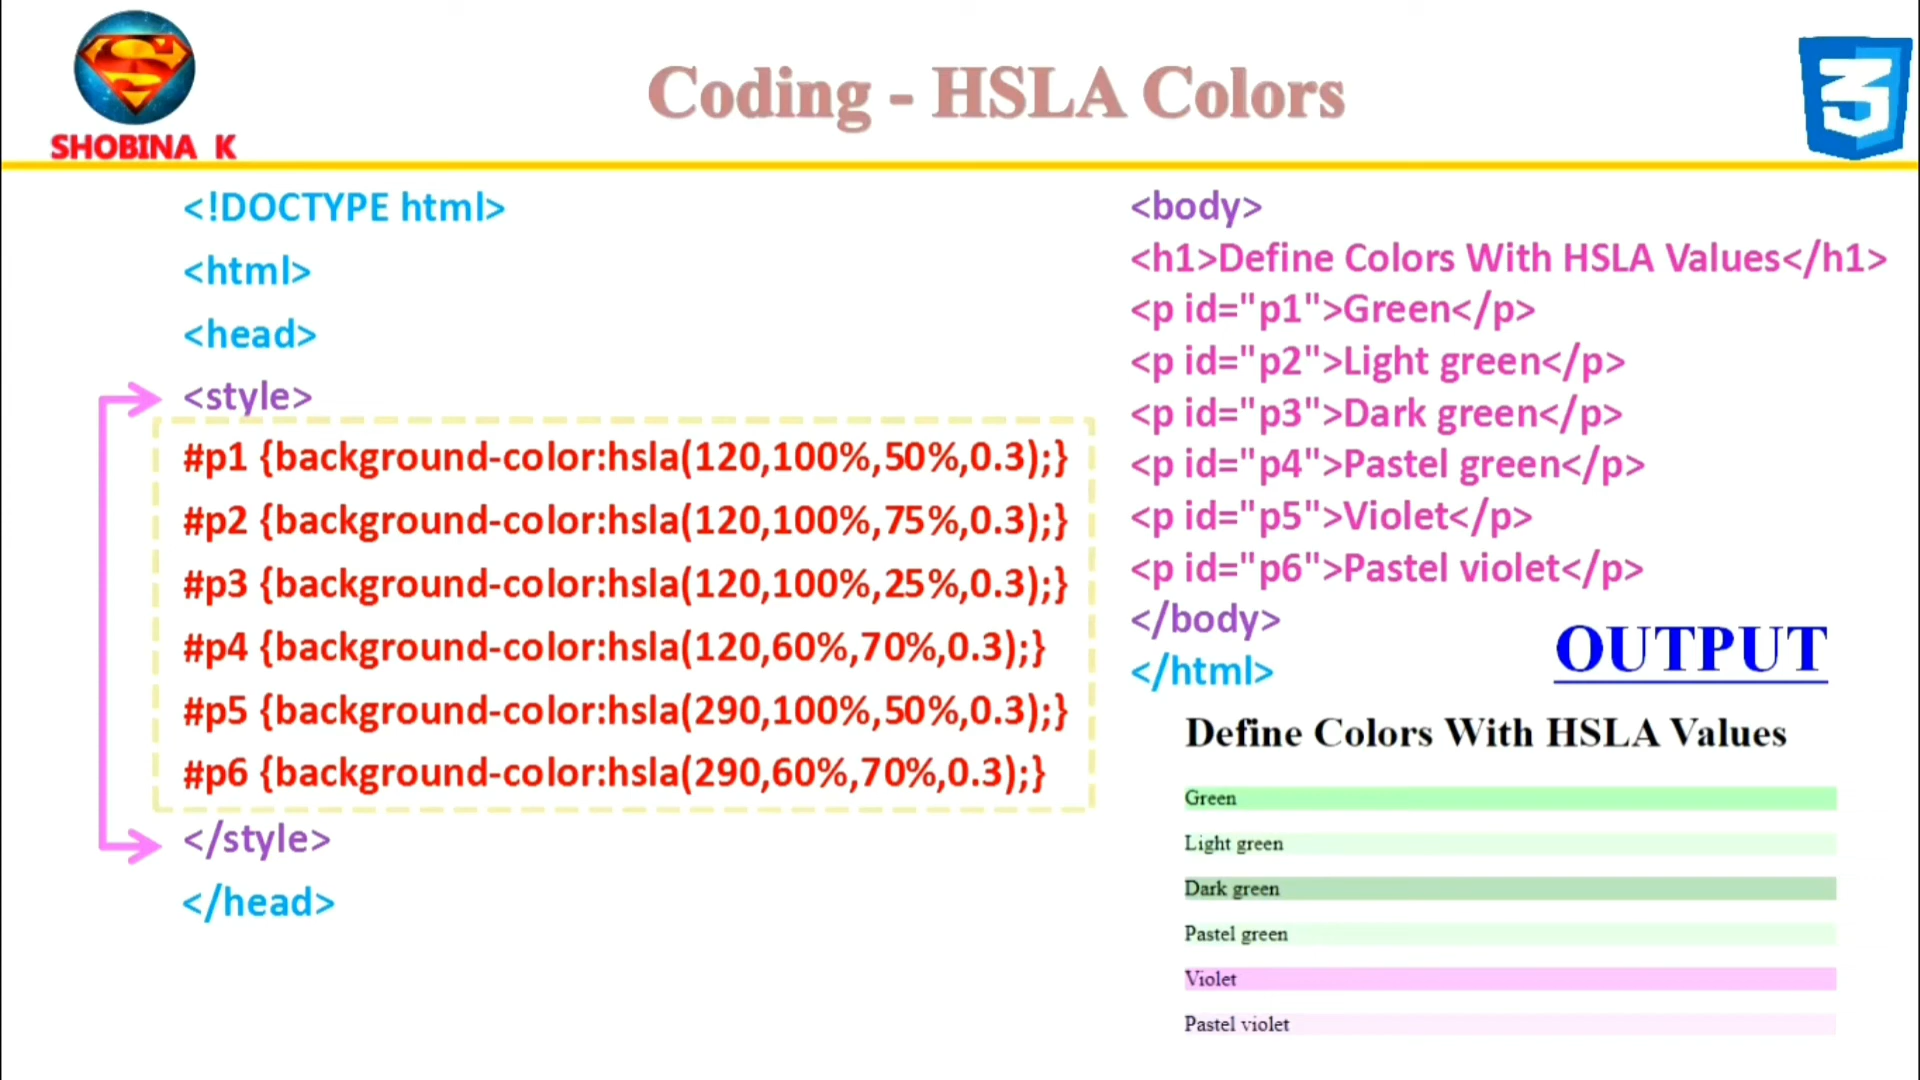 SHOBINA K
Coding - HSLA Colors
<!DOCTYPE html>
<html>
<head>
<style>
#p1 {background-color:hsla(120,100%,50%,0.3);}
#p2 {background-color:hsla(120,100%,75%,0.3);}
#p3 {background-color:hsla(120,100%,25%,0.3);}
#p4 {background-color:hsla(120,60%,70%,0.3);}
#p5 {background-color:hsla(290,100%,50%,0.3);}
#p6 {background-color:hsla(290,60%,70%,0.3);}
</style>
</head>
<body>
<h1>Define Colors With HSLA Values</h1>
<p id="p1">Green</p>
<p id="p2">Light green</p>
<p id="p3">Dark green</p>
<p id="p4">Pastel green</p>
<p id="p5">Violet</p>
<p id="p6">Pastel violet</p>
</body>
</html>
OUTPUT
Define Colors With HSLA Values
Green
Light green
Dark green
Pastel green
Violet
Pastel violet